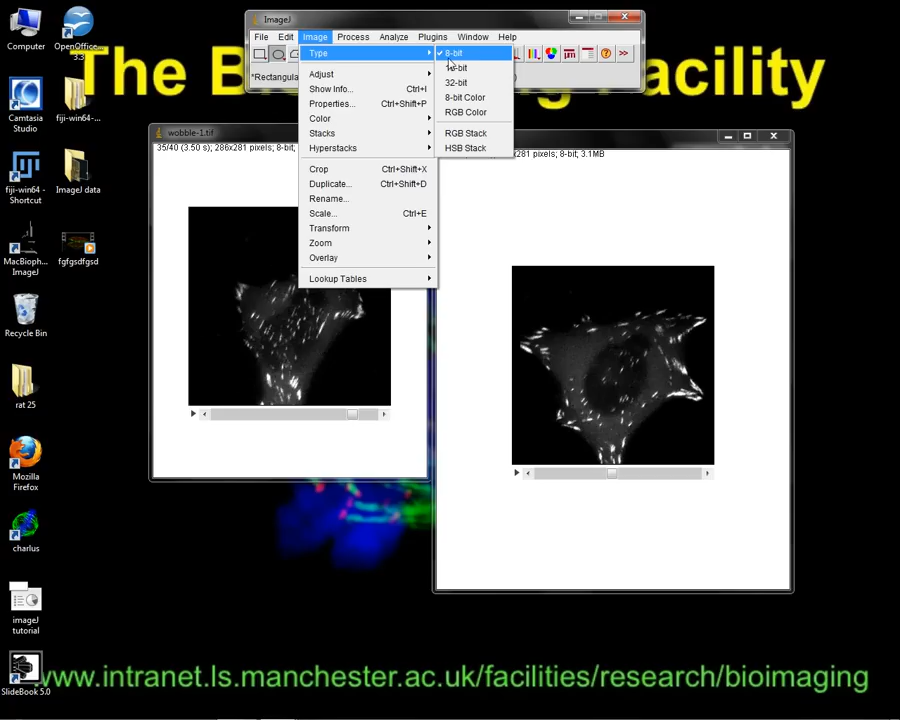 Computer
OpenOffice...
3.3
Camtasia
Studio
fiji-win64-...
fiji-win64 -
Shortcut
ImageJ data
MacBioph...
ImageJ
fgfgsdfgsd
Recycle Bin
rat 25
Mozilla
Firefox
charlus
imageJ
tutorial
SlideBook 5.0
The B
acility
ImageJ
File Edit Image Process Analyze Plugins Window Help
*Rectangula
Type
Adjust
Show Info... Ctrl+I
Properties... Ctrl+Shift+P
Color
Stacks
Hyperstacks
Crop Ctrl+Shift+X
Duplicate... Ctrl+Shift+D
Rename...
Scale... Ctrl+E
Transform
Zoom
Overlay
Lookup Tables
8-bit
16-bit
32-bit
8-bit Color
RGB Color
RGB Stack
HSB Stack
wobble-1.tif
35/40 (3.50 s); 286x281 pixels; 8-bit;
281 pixels; 8-bit; 3.1MB
www.intranet.ls.manchester.ac.uk/facilities/research/bioimaging